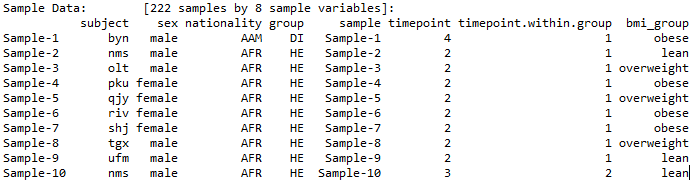 Sample Data:       [222 samples by 8 sample variables]:
          subject    sex nationality group    sample timepoint timepoint.within.group  bmi_group
Sample-1      byn   male         AAM    DI  Sample-1         4                      1      obese
Sample-2      nms   male         AFR    HE  Sample-2         2                      1       lean
Sample-3      olt   male         AFR    HE  Sample-3         2                      1 overweight
Sample-4      pku female         AFR    HE  Sample-4         2                      1      obese
Sample-5      qjy female         AFR    HE  Sample-5         2                      1 overweight
Sample-6      riv female         AFR    HE  Sample-6         2                      1      obese
Sample-7      shj female         AFR    HE  Sample-7         2                      1      obese
Sample-8      tgx   male         AFR    HE  Sample-8         2                      1 overweight
Sample-9      ufm   male         AFR    HE  Sample-9         2                      1       lean
Sample-10     nms   male         AFR    HE Sample-10         3                      2       lean